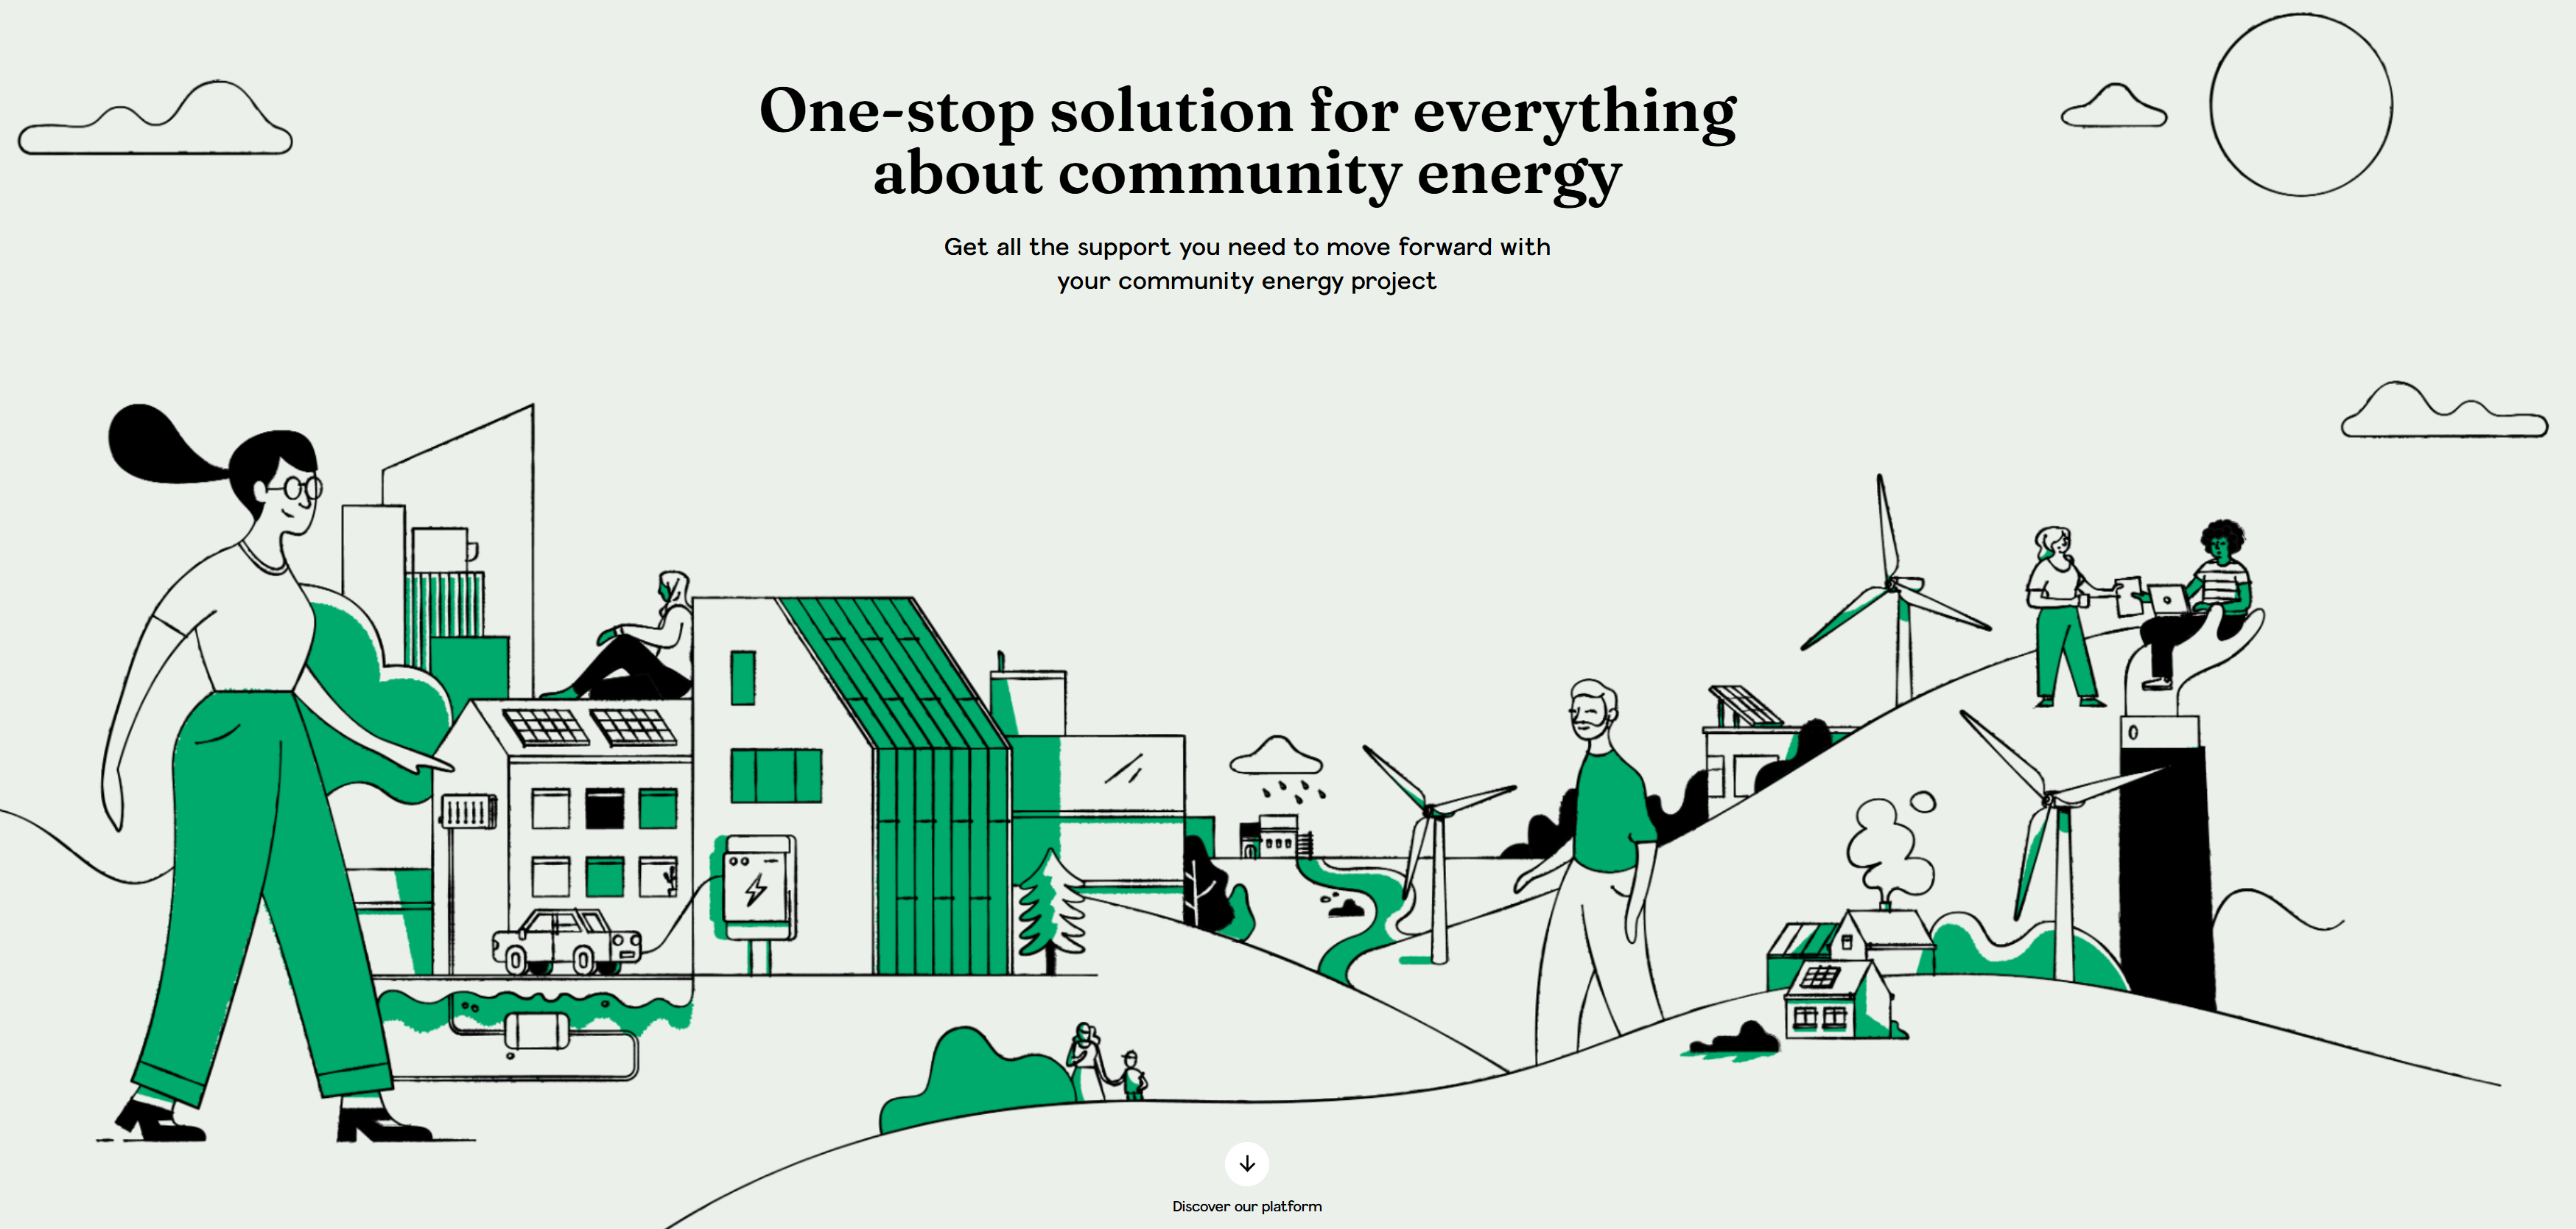 One-stop solution for everything
about community energy
Get all the support you need to move forward with
your community energy project
Discover our platform